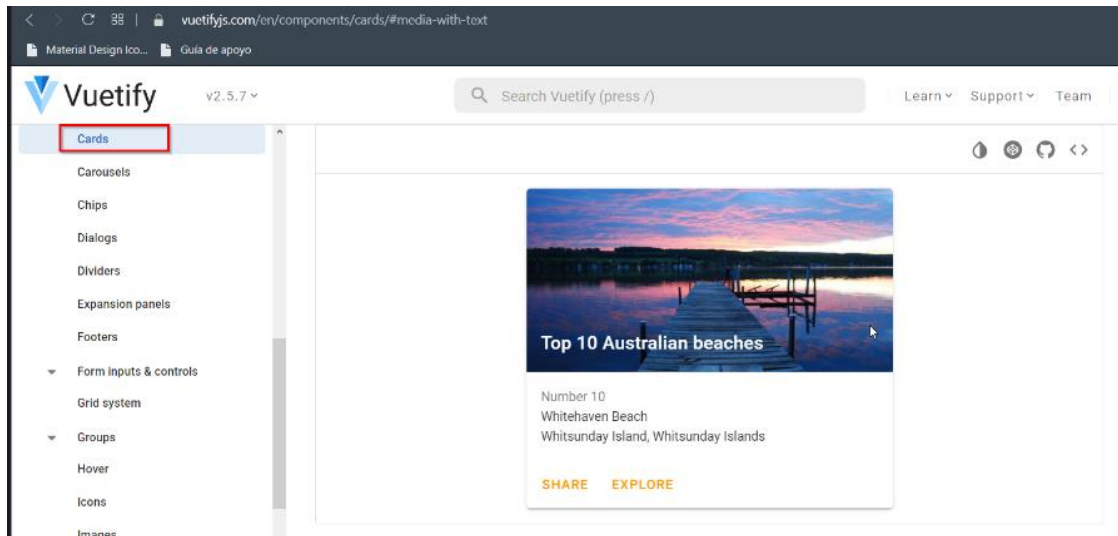 vuetifyjs.com/en/components/cards/#media-with-text
Material Design Ico... Guía de apoyo
Vuetify v2.5.7 Search Vuetify (press /) Learn Support Team
Cards
Carousels
Chips
Dialogs
Dividers
Expansion panels
Footers
Form inputs & controls
Grid system
Groups
Hover
Icons
Images
Top 10 Australian beaches
Number 10
Whitehaven Beach
Whitsunday Island, Whitsunday Islands
SHARE EXPLORE